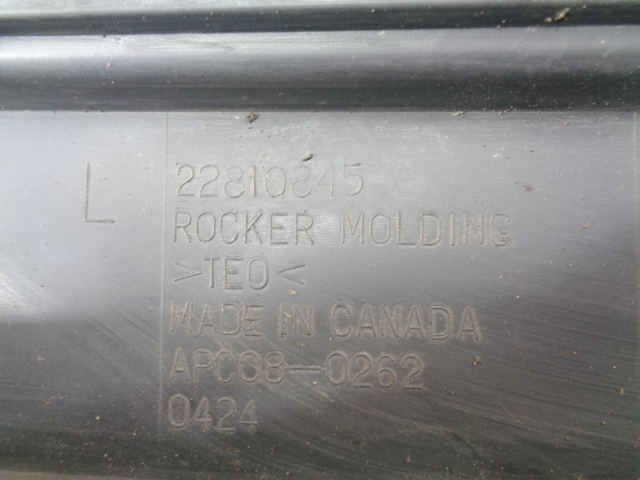 L
22810845
ROCKER MOLDING
>TEO<
MADE IN CANADA
APC08-0262
0424